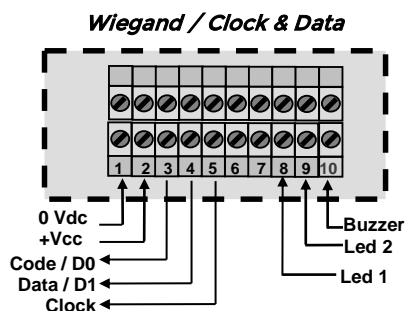 Wiegand / Clock & Data
1 2 3 4 5 6 7 8 9 10
0 Vdc
+Vcc
Code / D0
Data / D1
Clock
Buzzer
Led 2
Led 1